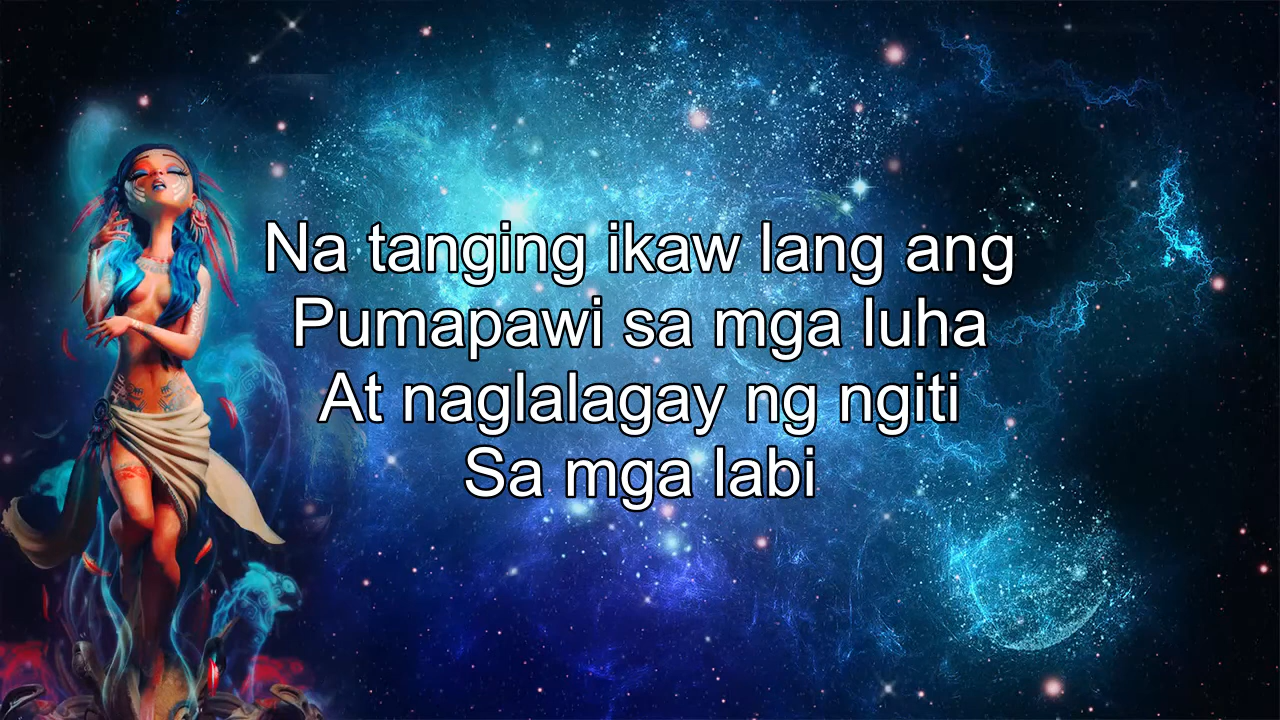 Na tanging ikaw lang ang
Pumapawi sa mga luha
At naglalagay ng ngiti
Sa mga labi